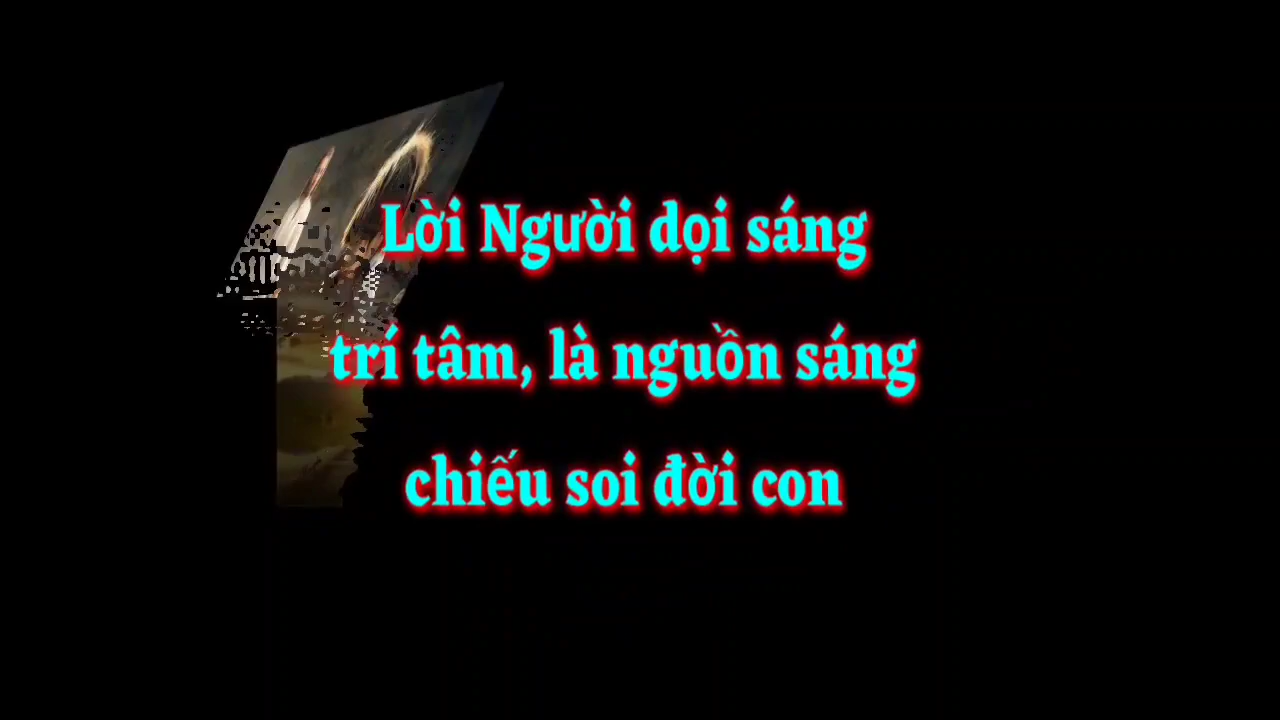 Lời Người dọi sáng
trí tâm, là nguồn sáng
chiếu soi đời con